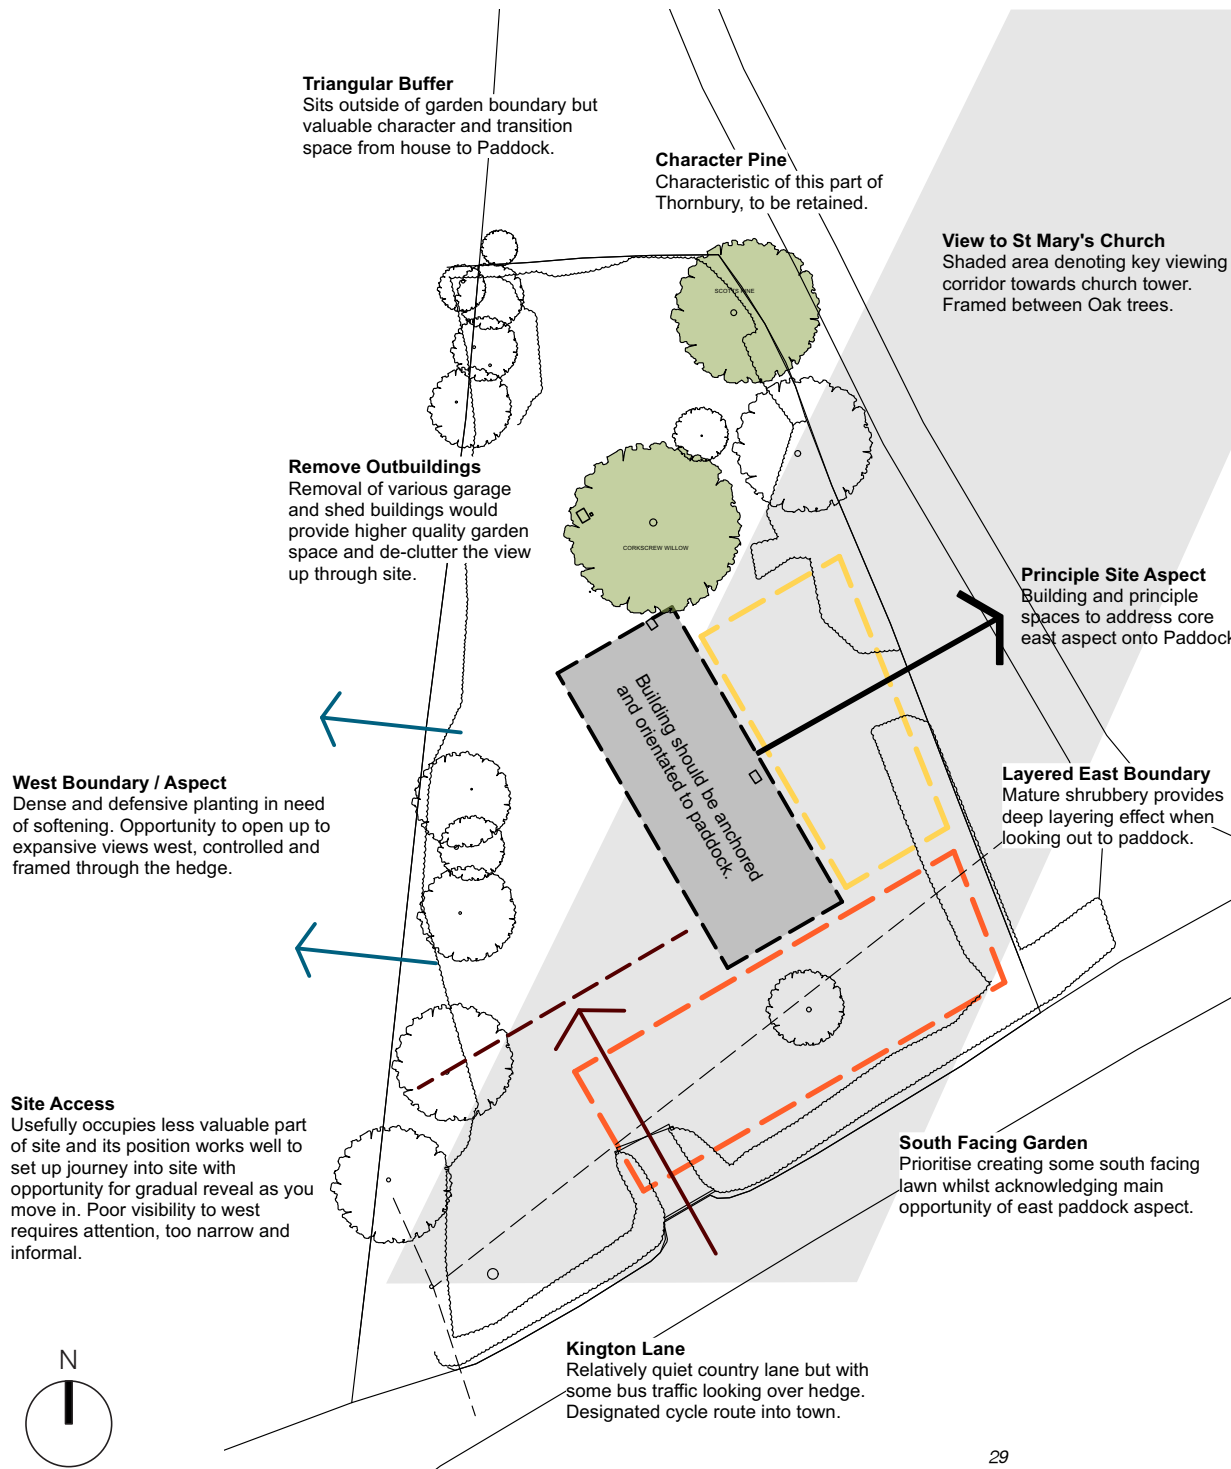 Triangular Buffer
Sits outside of garden boundary but
valuable character and transition
space from house to Paddock.
Character Pine
Characteristic of this part of
Thornbury, to be retained.
View to St Mary's Church
Shaded area denoting key viewing
corridor towards church tower.
Framed between Oak trees.
SCOTTS PINE
Remove Outbuildings
Removal of various garage
and shed buildings would
provide higher quality garden
space and de-clutter the view
up through site.
CORKSCREW WILLOW
Principle Site Aspect
Building and principle
spaces to address core
east aspect onto Paddock
Building should be anchored
and orientated to paddock.
West Boundary / Aspect
Dense and defensive planting in need
of softening. Opportunity to open up to
expansive views west, controlled and
framed through the hedge.
Layered East Boundary
Mature shrubbery provides
deep layering effect when
looking out to paddock.
Site Access
Usefully occupies less valuable part
of site and its position works well to
set up journey into site with
opportunity for gradual reveal as you
move in. Poor visibility to west
requires attention, too narrow and
informal.
South Facing Garden
Prioritise creating some south facing
lawn whilst acknowledging main
opportunity of east paddock aspect.
Kington Lane
Relatively quiet country lane but with
some bus traffic looking over hedge.
Designated cycle route into town.
N
29